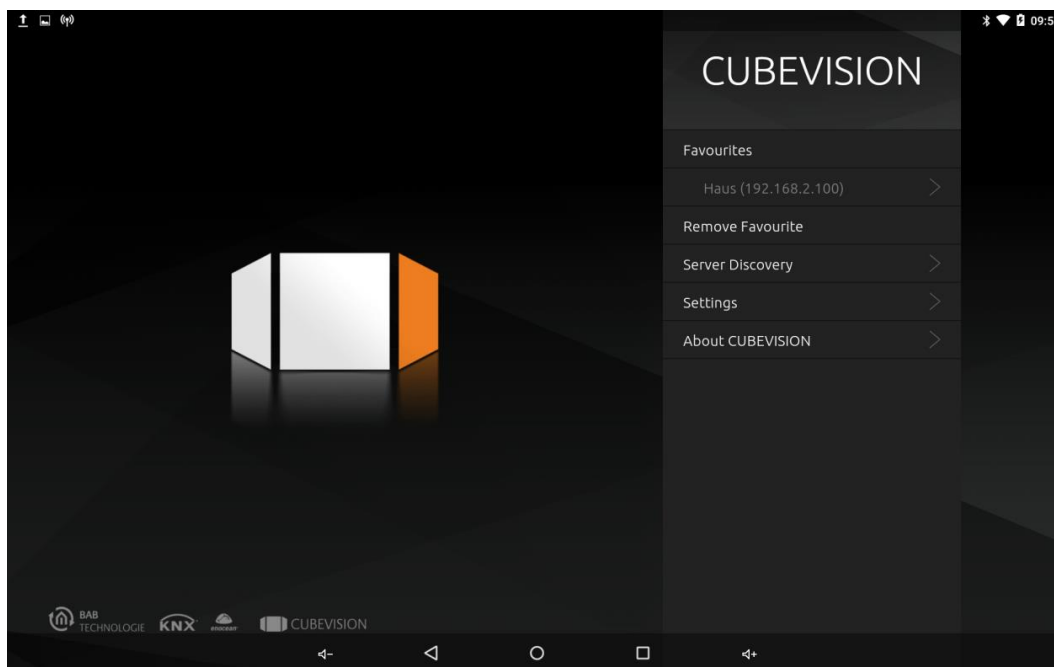 09:5
CUBEVISION
Favourites
Haus (192.168.2.100)
Remove Favourite
Server Discovery
Settings
About CUBEVISION
BAB
TECHNOLOGIE
KNX
enocean
CUBEVISION